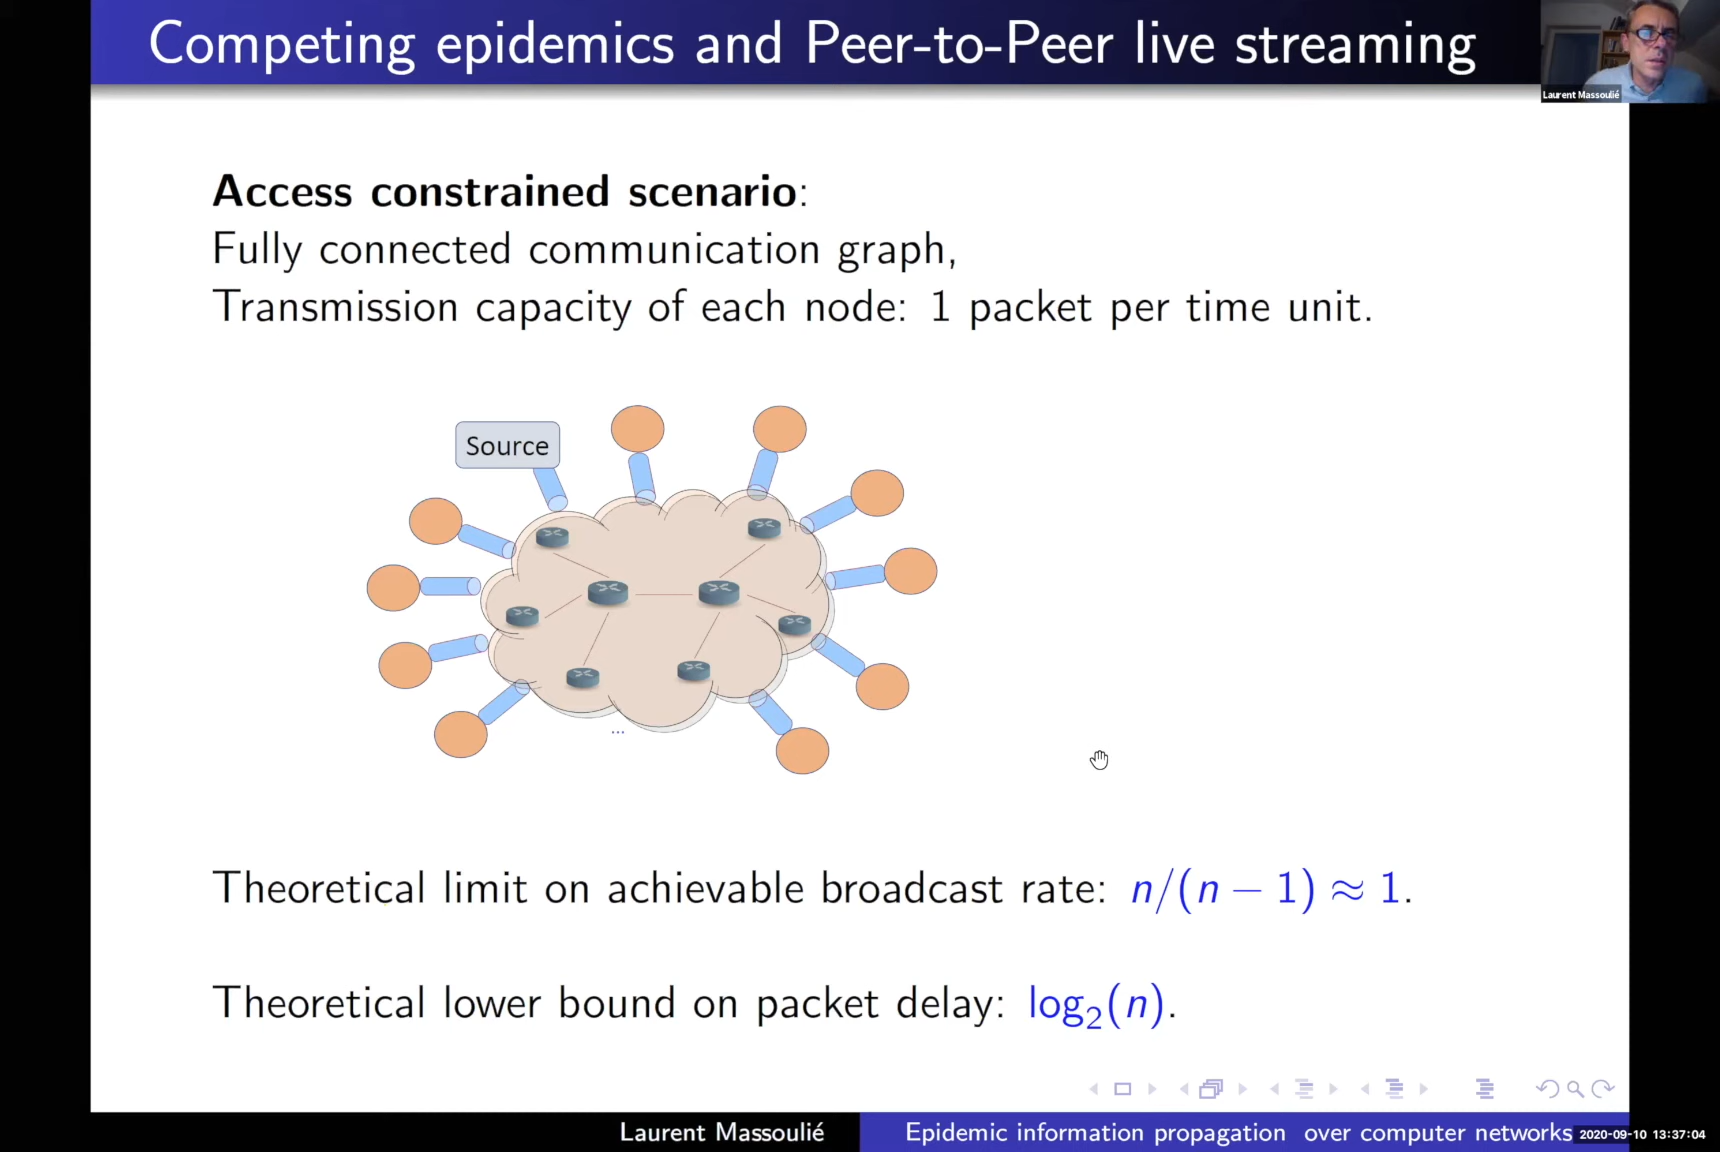 Competing epidemics and Peer-to-Peer live streaming
Laurent Massoulié
Access constrained scenario:
Fully connected communication graph,
Transmission capacity of each node: 1 packet per time unit.
Source
...
Theoretical limit on achievable broadcast rate: n/(n − 1) ≈ 1.
Theoretical lower bound on packet delay: log₂(n).
Laurent Massoulié
Epidemic information propagation over computer networks
2020-09-10 13:37:04